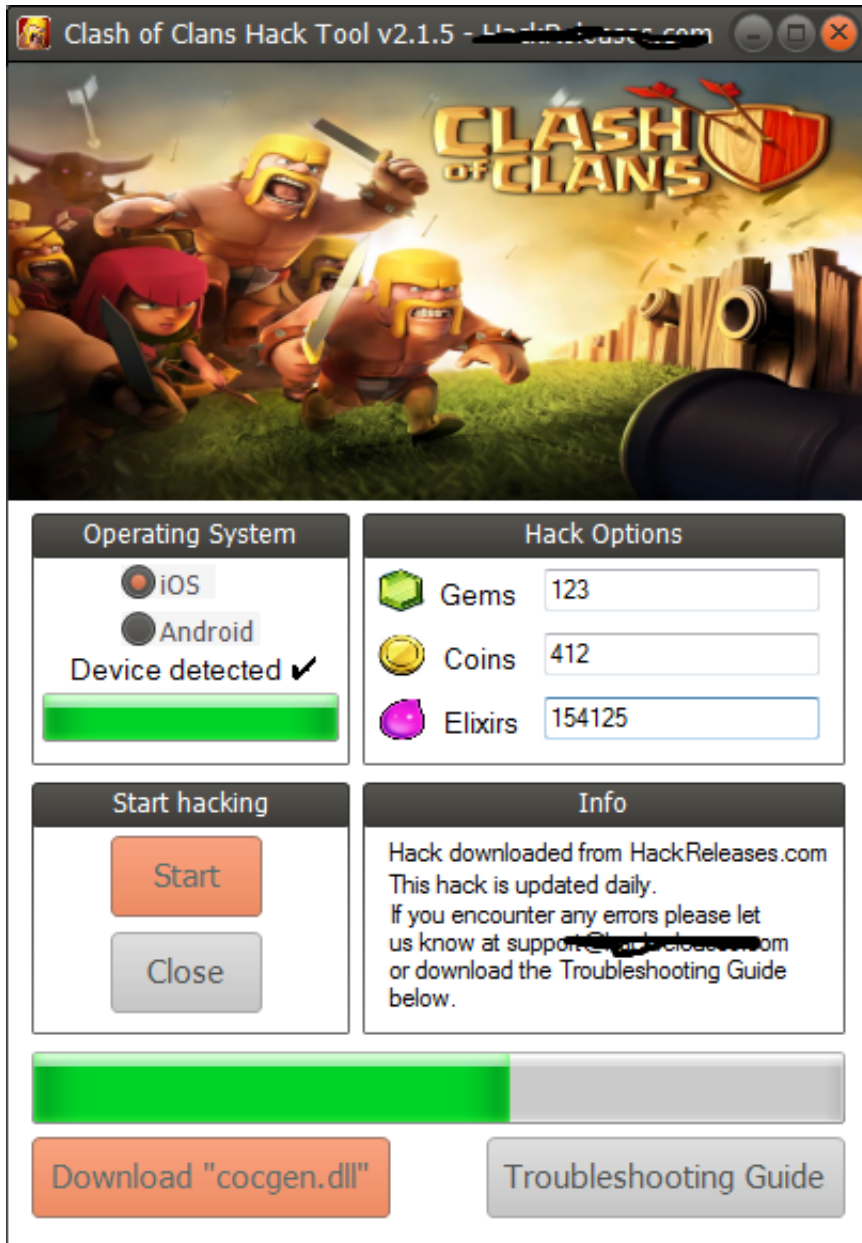 Clash of Clans Hack Tool v2.1.5 -
CLASH
OF CLANS
Operating System
iOS
Android
Device detected ✔
Hack Options
Gems 123
Coins 412
Elixirs 154125
Start hacking
Start
Close
Info
Hack downloaded from HackReleases.com
This hack is updated daily.
If you encounter any errors please let
us know at
or download the Troubleshooting Guide
below.
Download "cocgen.dll"
Troubleshooting Guide